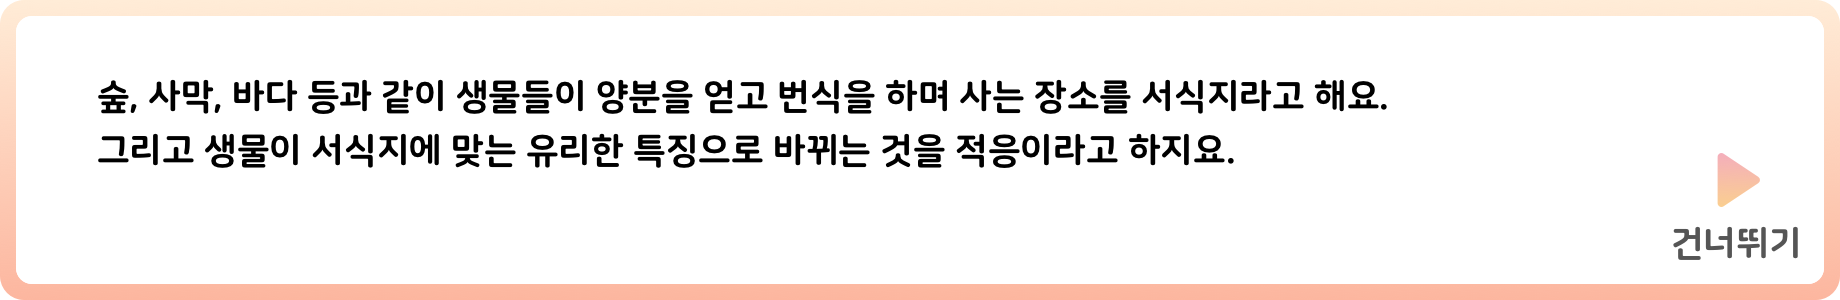 숲, 사막, 바다 등과 같이 생물들이 양분을 얻고 번식을 하며 사는 장소를 서식지라고 해요.
그리고 생물이 서식지에 맞는 유리한 특징으로 바뀌는 것을 적응이라고 하지요.
건너뛰기